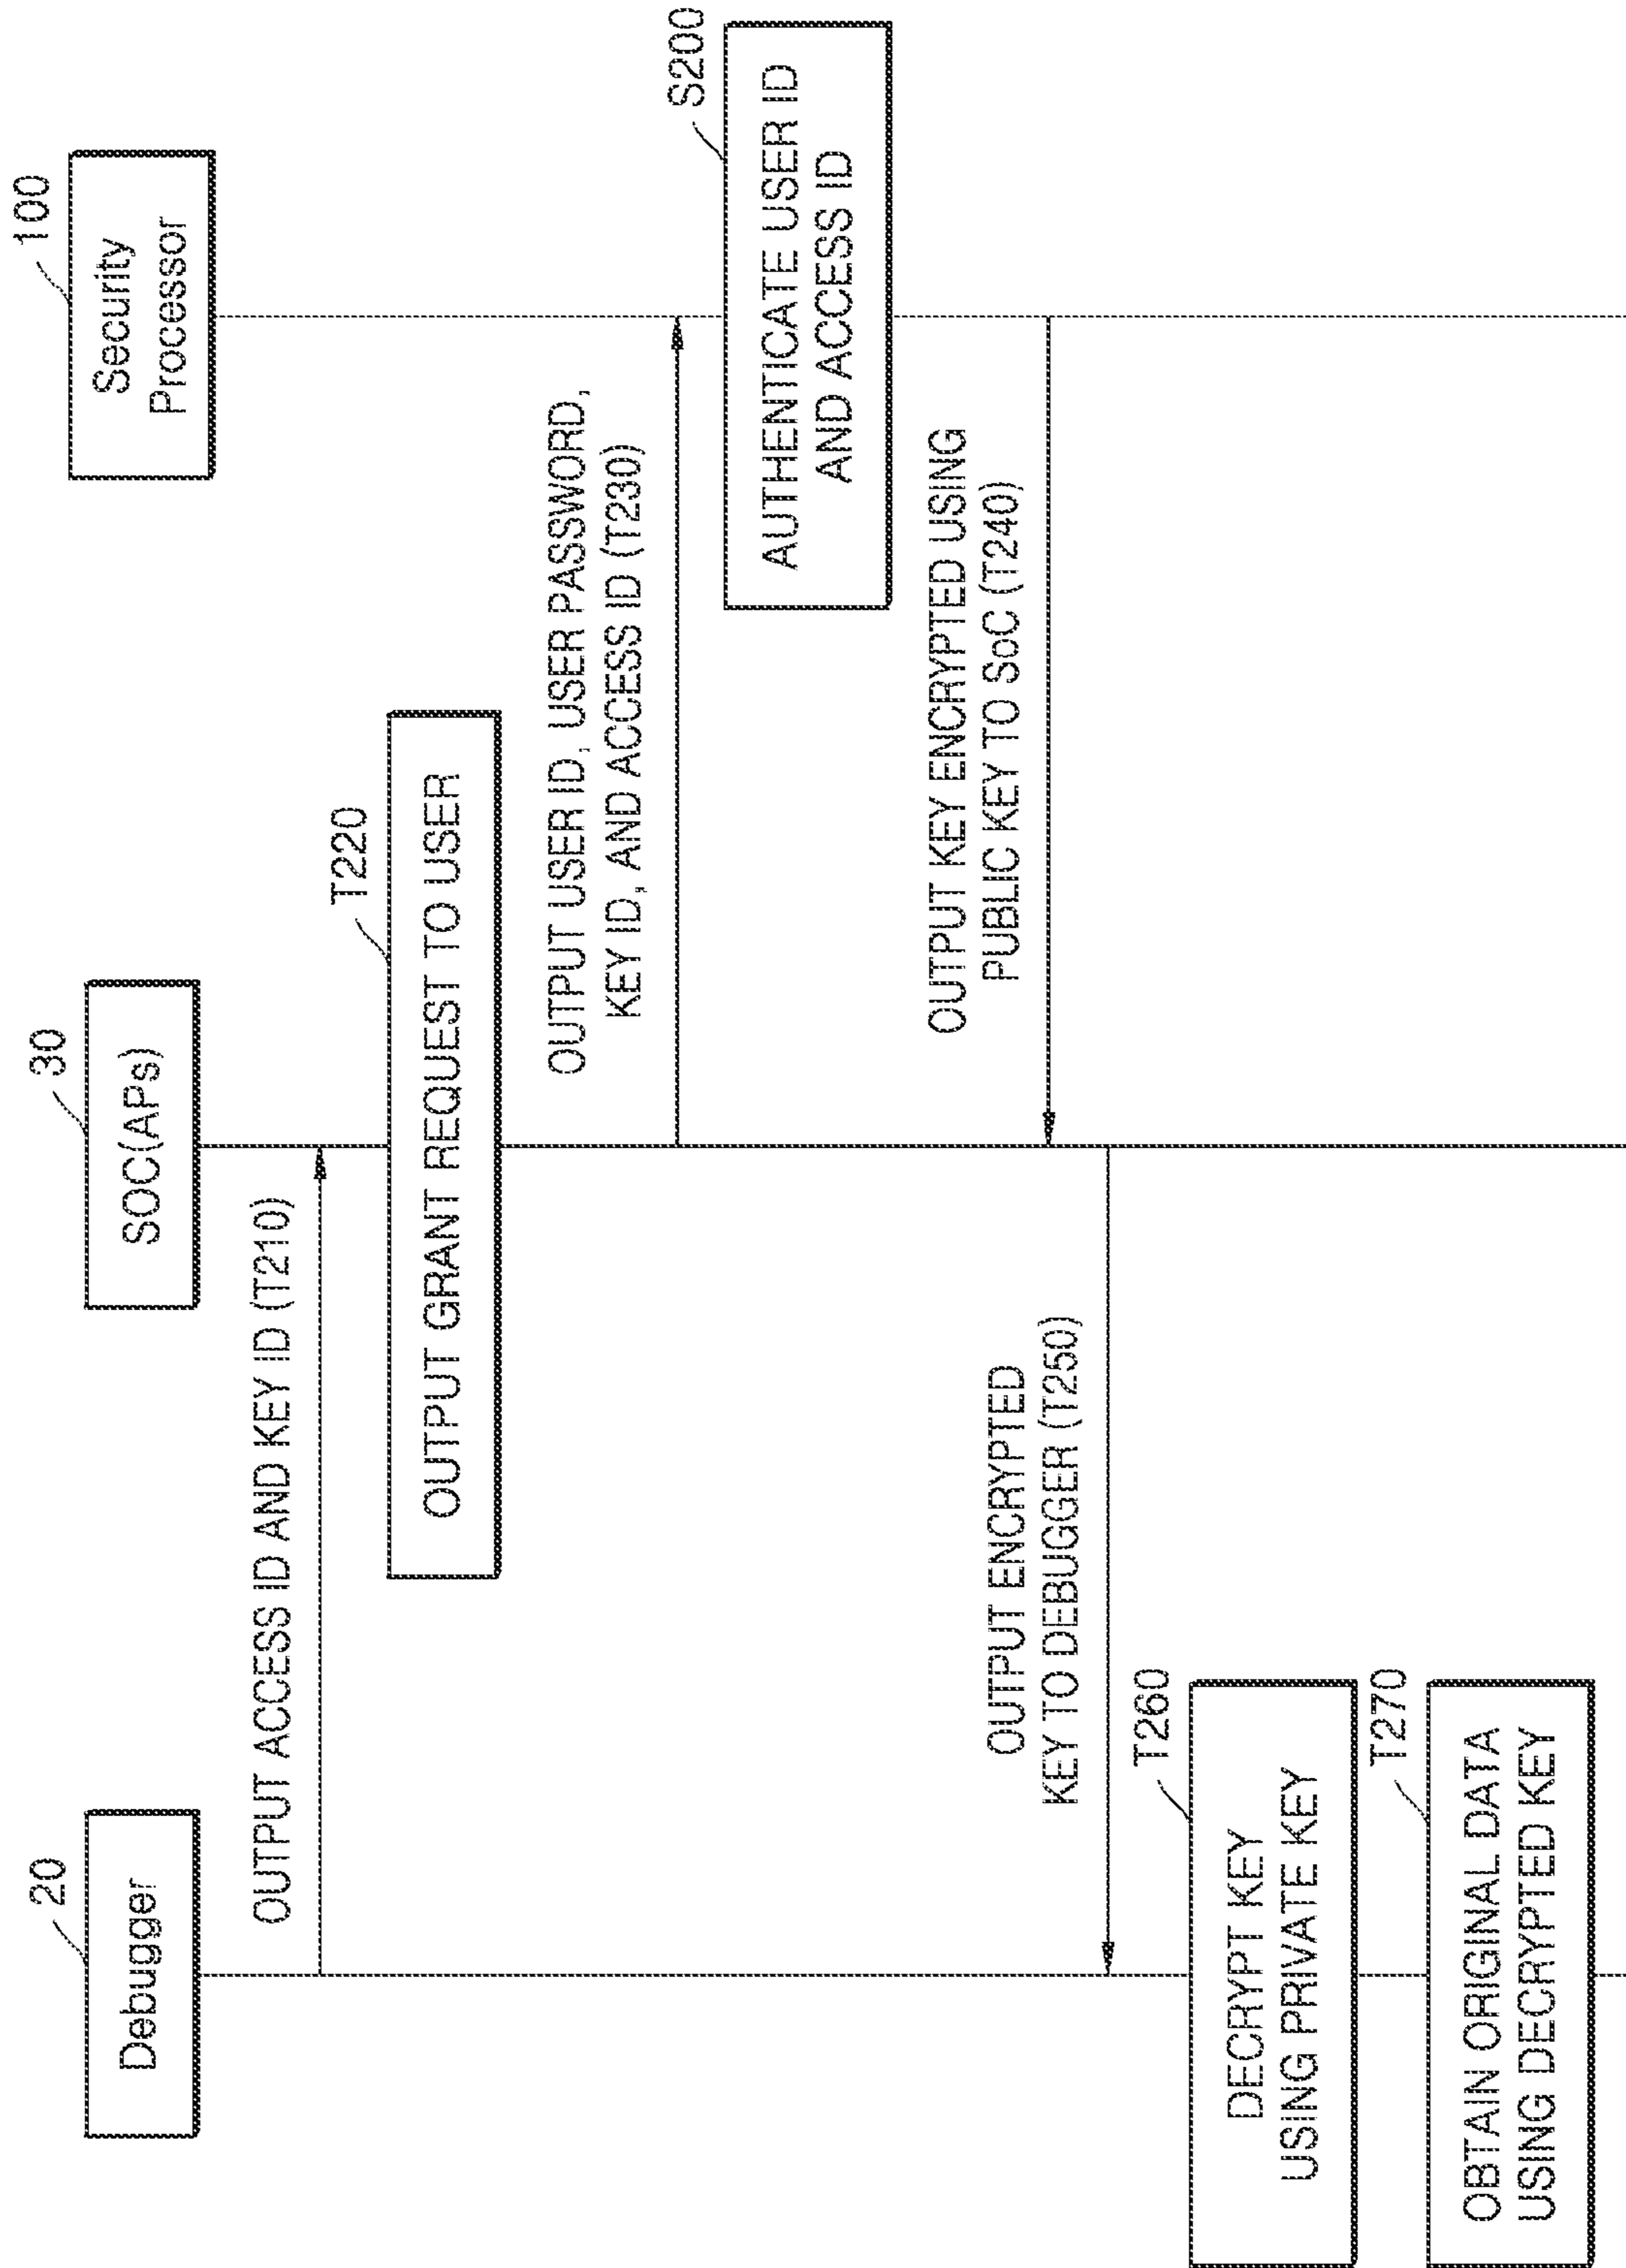 20
Debugger
30
SOC(APs)
100
Security
Processor
OUTPUT ACCESS ID AND KEY ID (T210)
T220
OUTPUT GRANT REQUEST TO USER
OUTPUT USER ID, USER PASSWORD,
KEY ID, AND ACCESS ID (T230)
S200
AUTHENTICATE USER ID
AND ACCESS ID
OUTPUT KEY ENCRYPTED USING
PUBLIC KEY TO SoC (T240)
OUTPUT ENCRYPTED
KEY TO DEBUGGER (T250)
T260
DECRYPT KEY
USING PRIVATE KEY
T270
OBTAIN ORIGINAL DATA
USING DECRYPTED KEY